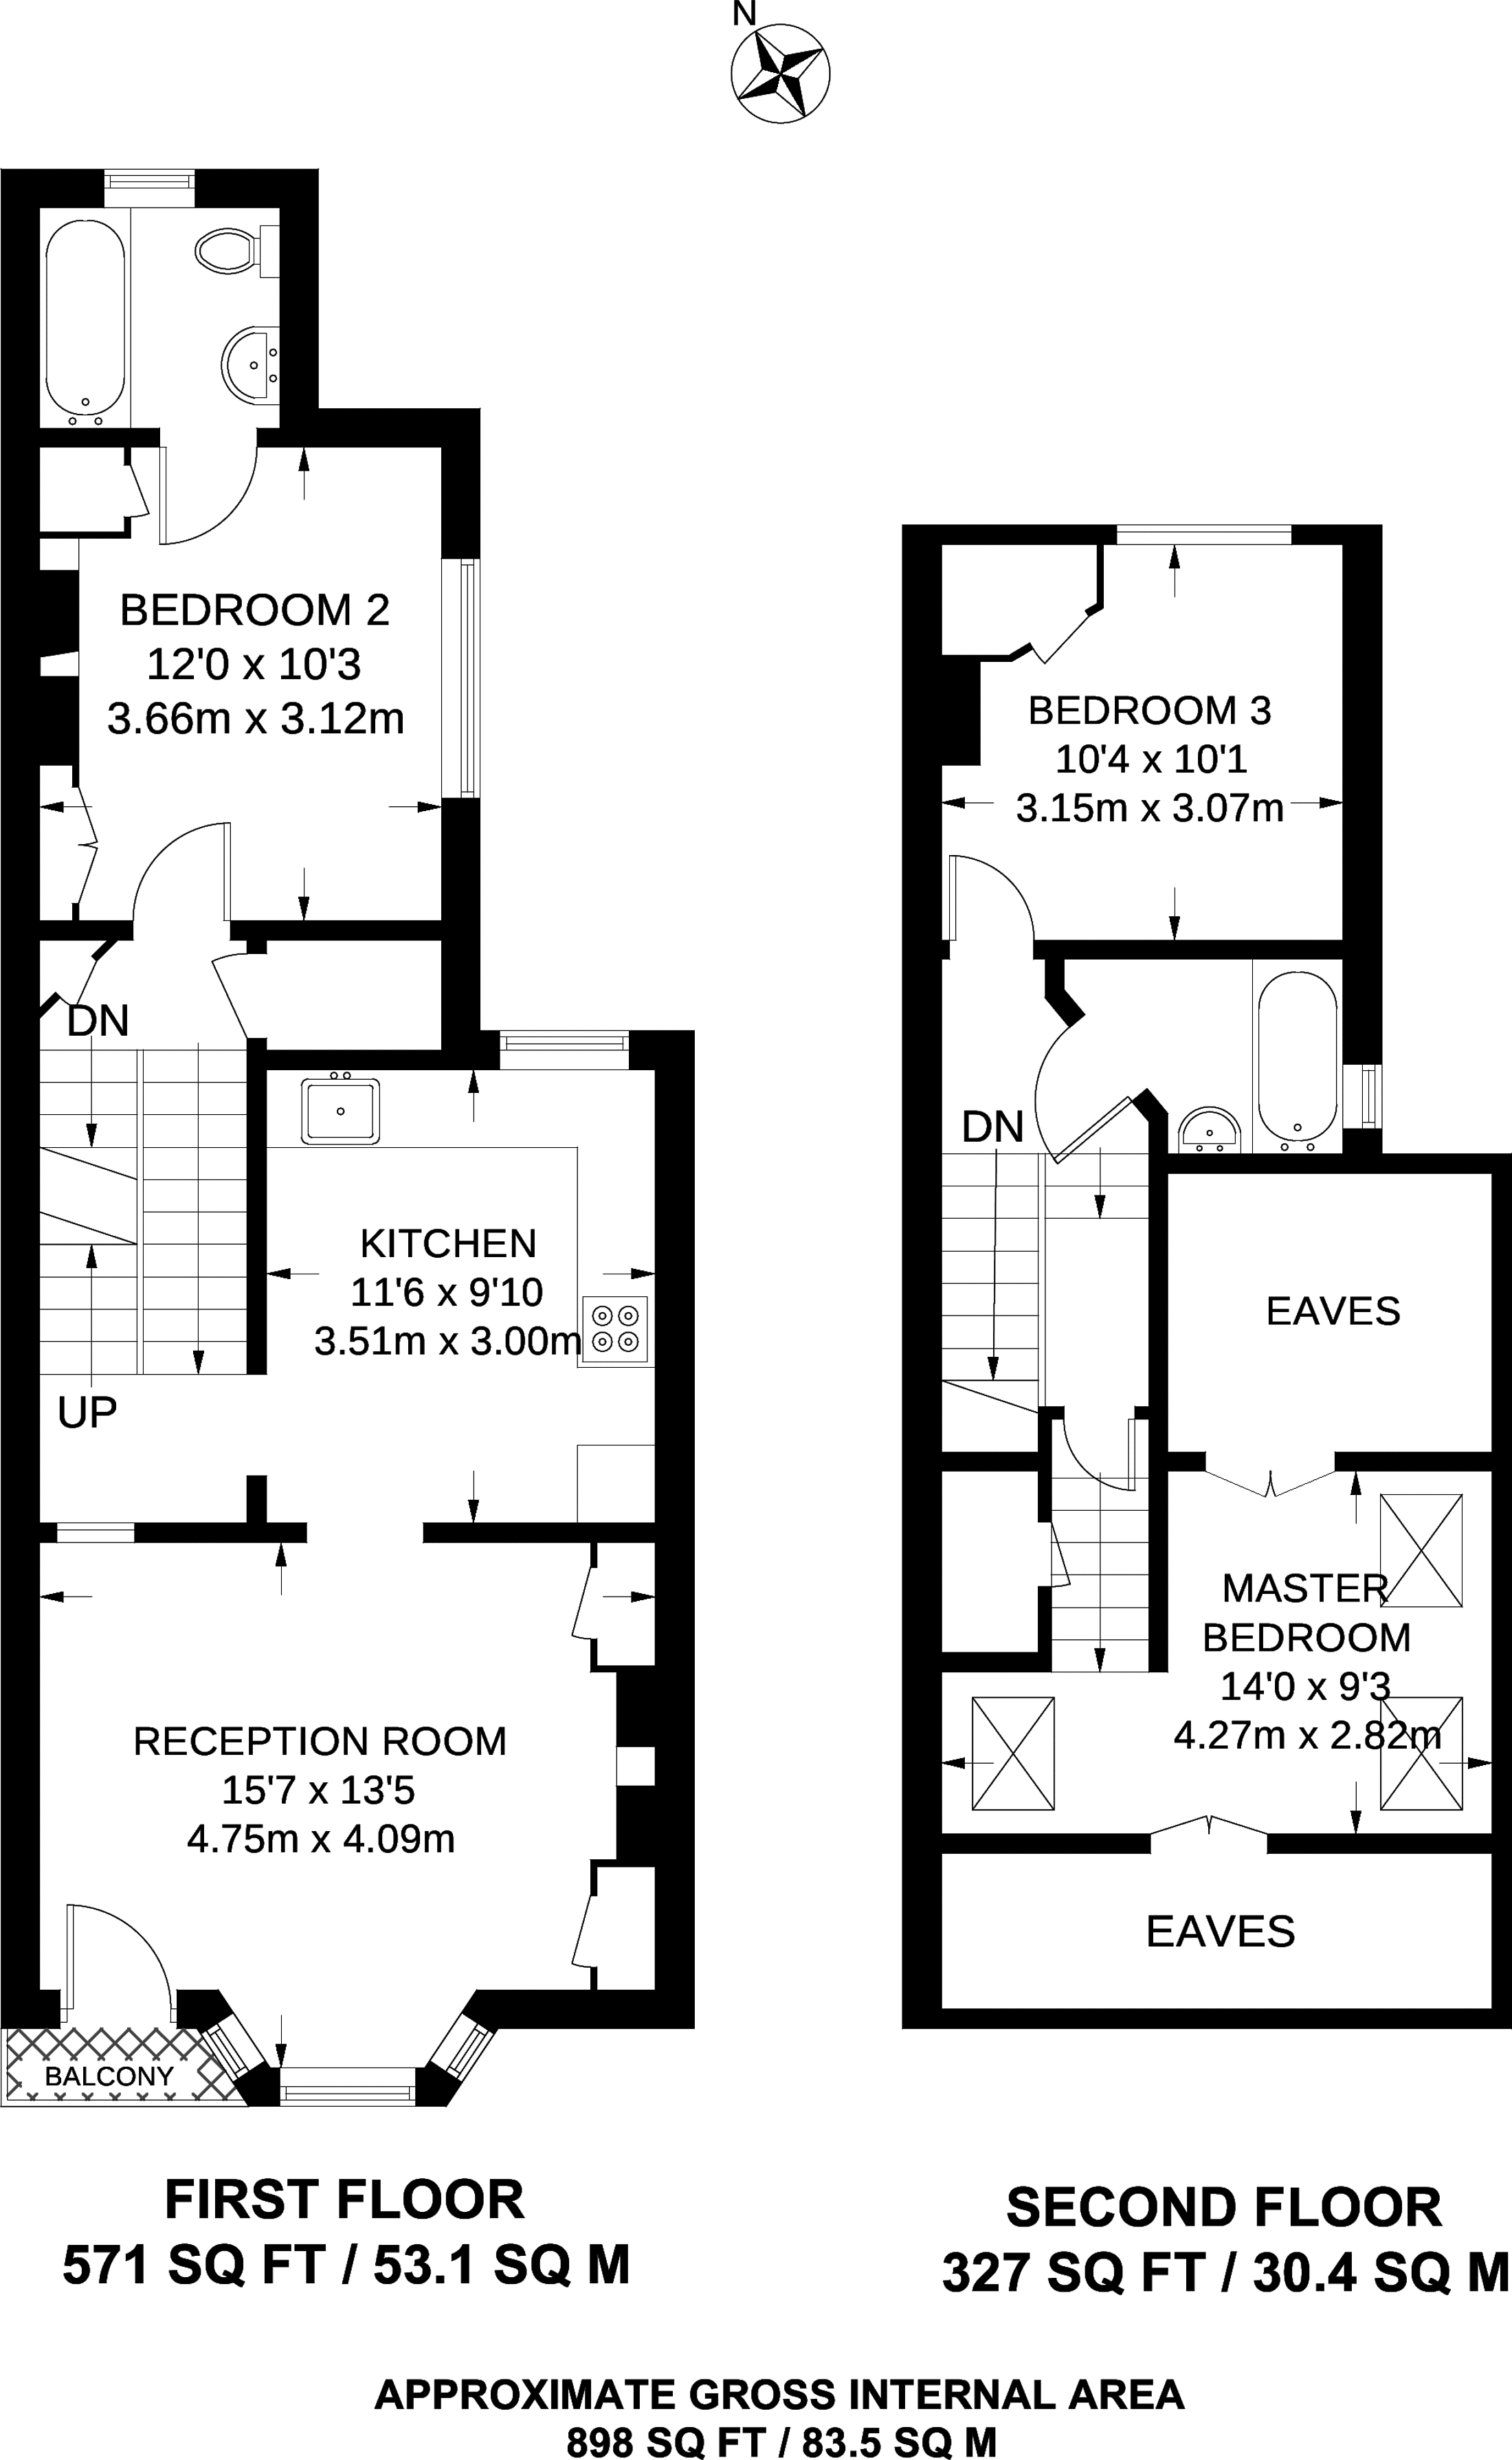 N
BEDROOM 2
12'0 x 10'3
3.66m x 3.12m
DN
KITCHEN
11'6 x 9'10
3.51m x 3.00m
UP
RECEPTION ROOM
15'7 x 13'5
4.75m x 4.09m
BALCONY
FIRST FLOOR
571 SQ FT / 53.1 SQ M
BEDROOM 3
10'4 x 10'1
3.15m x 3.07m
DN
EAVES
MASTER
BEDROOM
14'0 x 9'3
4.27m x 2.82m
EAVES
SECOND FLOOR
327 SQ FT / 30.4 SQ M
APPROXIMATE GROSS INTERNAL AREA
898 SQ FT / 83.5 SQ M